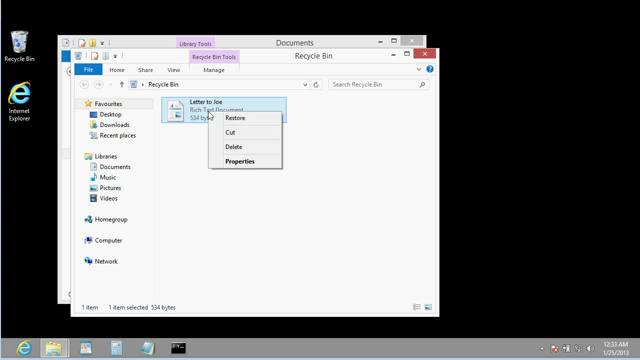 Library Tools
Documents
Recycle Bin Tools
Recycle Bin
File
Home
Share
View
Manage
Recycle Bin
Search Recycle Bin
Recycle Bin
Internet
Explorer
Favourites
Desktop
Downloads
Recent places
Libraries
Documents
Music
Pictures
Videos
Homegroup
Computer
Network
Letter to Joe
Rich Text Document
534 bytes
Restore
Cut
Delete
Properties
1 item
1 item selected 534 bytes
12:33 AM
1/25/2013